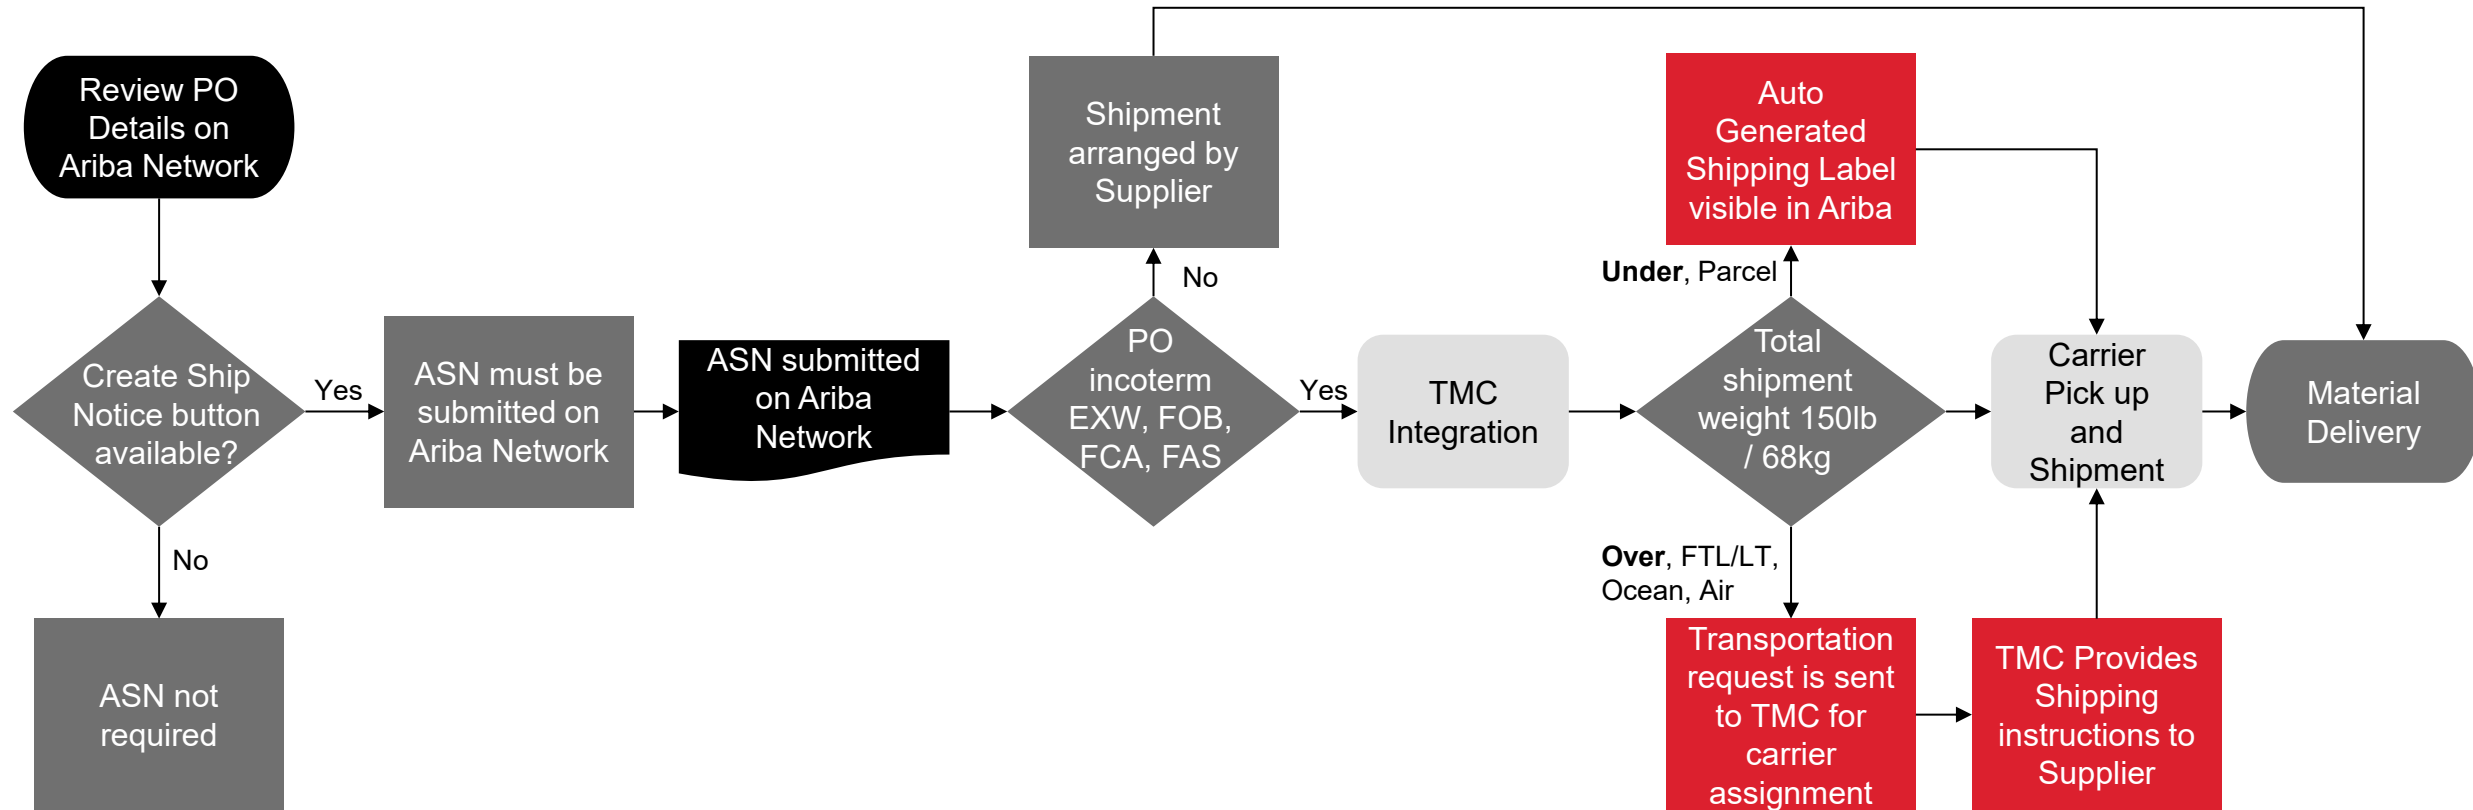 Review PO
Details on
Ariba Network
Create Ship
Notice button
available?
Yes
No
ASN not
required
ASN must be
submitted on
Ariba Network
ASN submitted
on Ariba
Network
PO
incoterm
EXW, FOB,
FCA, FAS
No
Shipment
arranged by
Supplier
Yes
TMC
Integration
Total
shipment
weight 150lb
/ 68kg
Under, Parcel
Auto
Generated
Shipping Label
visible in Ariba
Over, FTL/LT,
Ocean, Air
Transportation
request is sent
to TMC for
carrier
assignment
TMC Provides
Shipping
instructions to
Supplier
Carrier
Pick up
and
Shipment
Material
Delivery